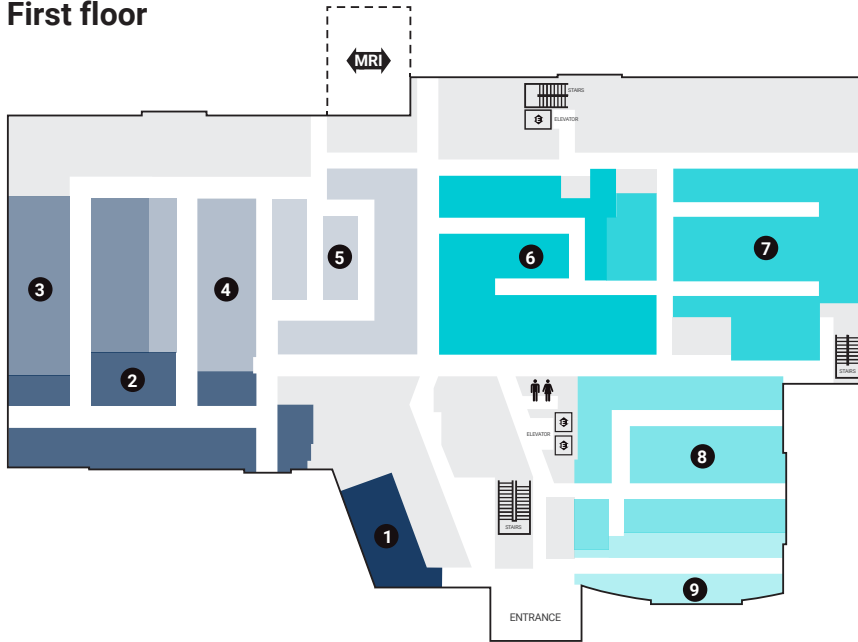 First floor
MRI
STAIRS
ELEVATOR
5
6
7
3
4
2
STAIRS
ELEVATOR
8
1
STAIRS
9
ENTRANCE